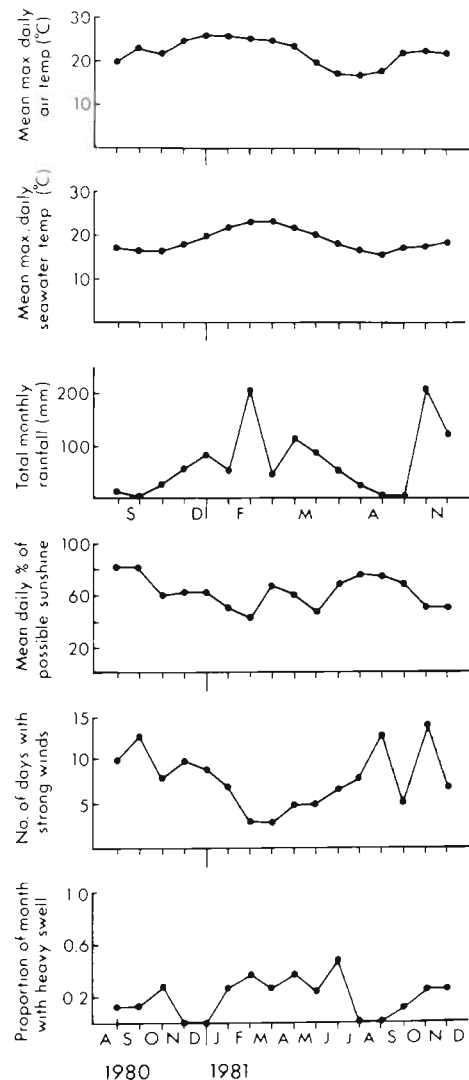 Mean max daily
air temp (°C)
30
20
10
Mean max. daily
seawater temp (°C)
30
20
10
Total monthly
rainfall (mm)
200
100
S D F M A N
Mean daily % of
possible sunshine
100
60
20
No. of days with
strong winds
15
10
5
Proportion of month
with heavy swell
1.0
0.6
0.2
A S O N D J F M A M J J A S O N D
1980 1981